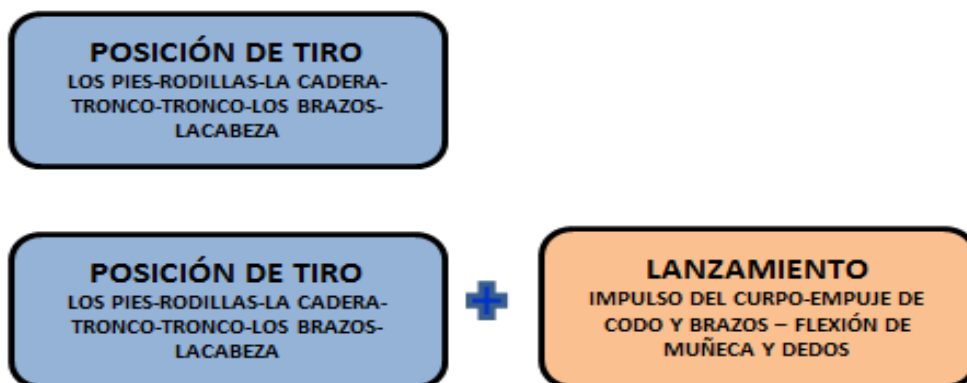 POSICIÓN DE TIRO
LOS PIES-RODILLAS-LA CADERA-
TRONCO-TRONCO-LOS BRAZOS-
LACABEZA
POSICIÓN DE TIRO
LOS PIES-RODILLAS-LA CADERA-
TRONCO-TRONCO-LOS BRAZOS-
LACABEZA
LANZAMIENTO
IMPULSO DEL CURPO-EMPUJE DE
CODO Y BRAZOS – FLEXIÓN DE
MUÑECA Y DEDOS